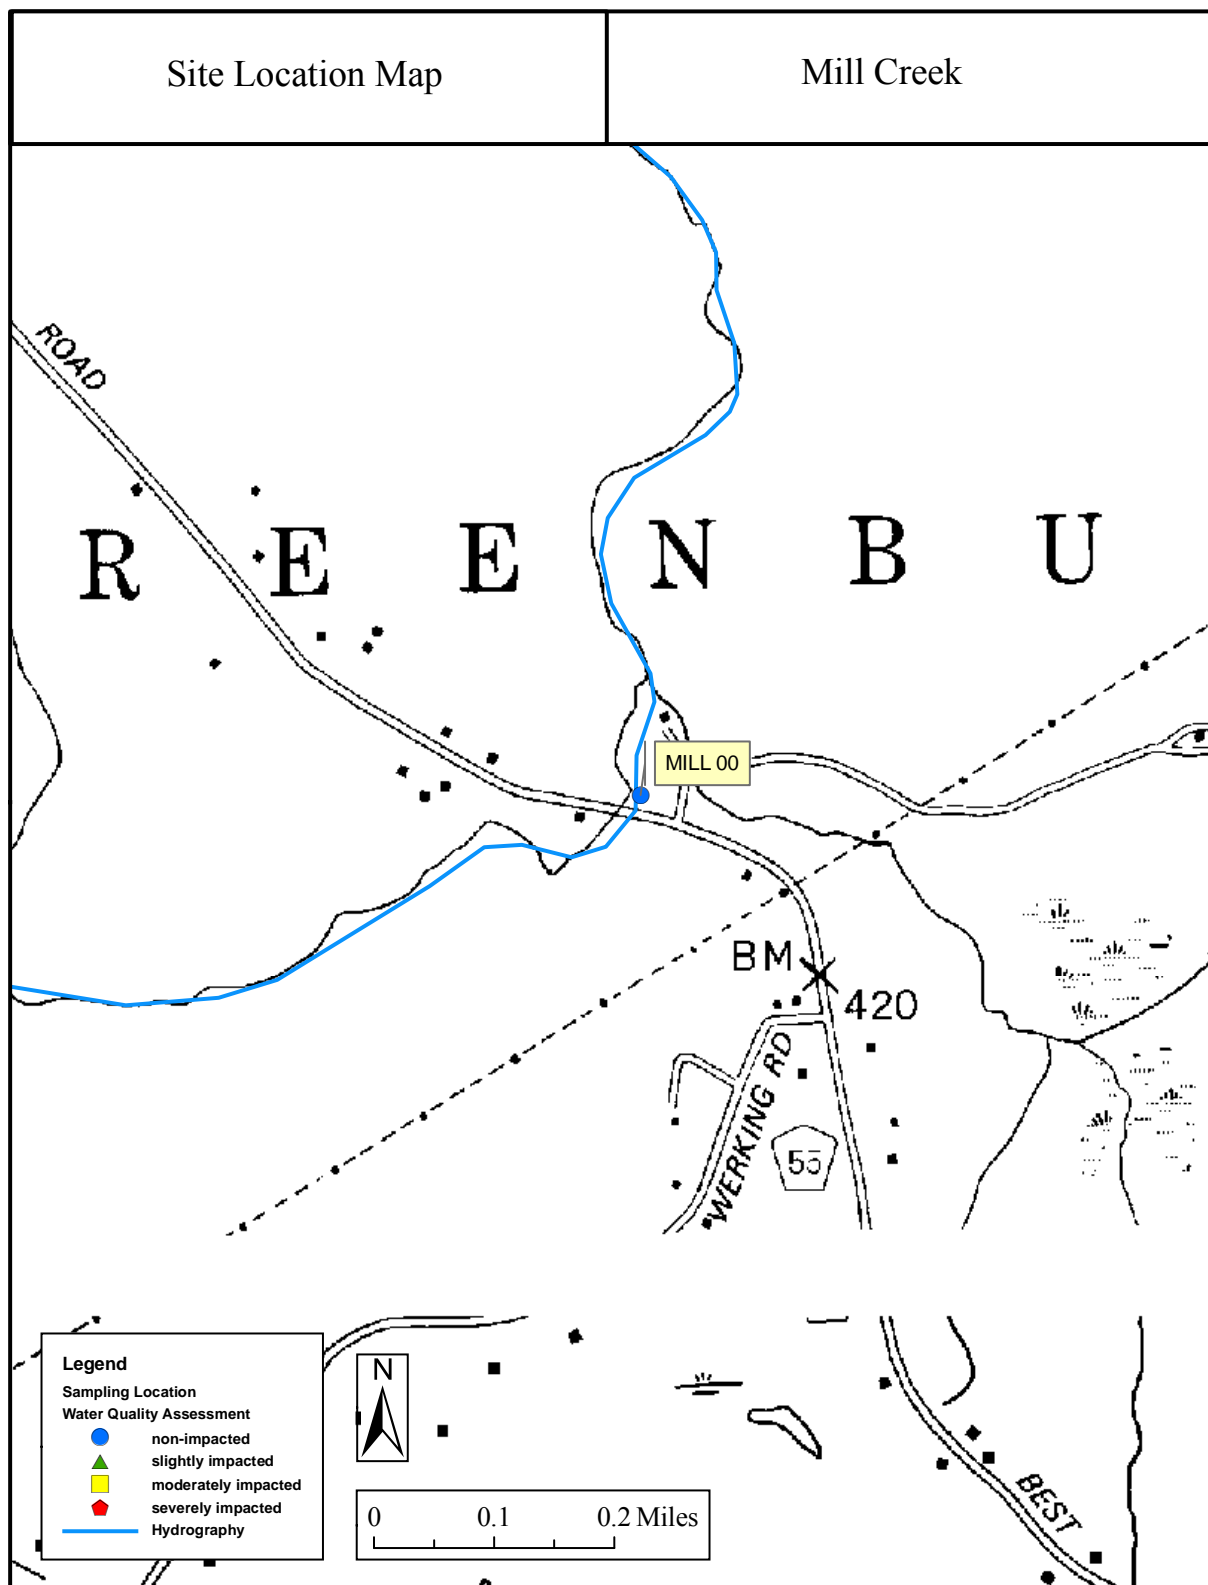 Site Location Map
Mill Creek
ROAD
R E E N B U
MILL 00
BM
420
WERKING RD
55
Legend
Sampling Location
Water Quality Assessment
non-impacted
slightly impacted
moderately impacted
severely impacted
Hydrography
N
0 0.1 0.2 Miles
BEST